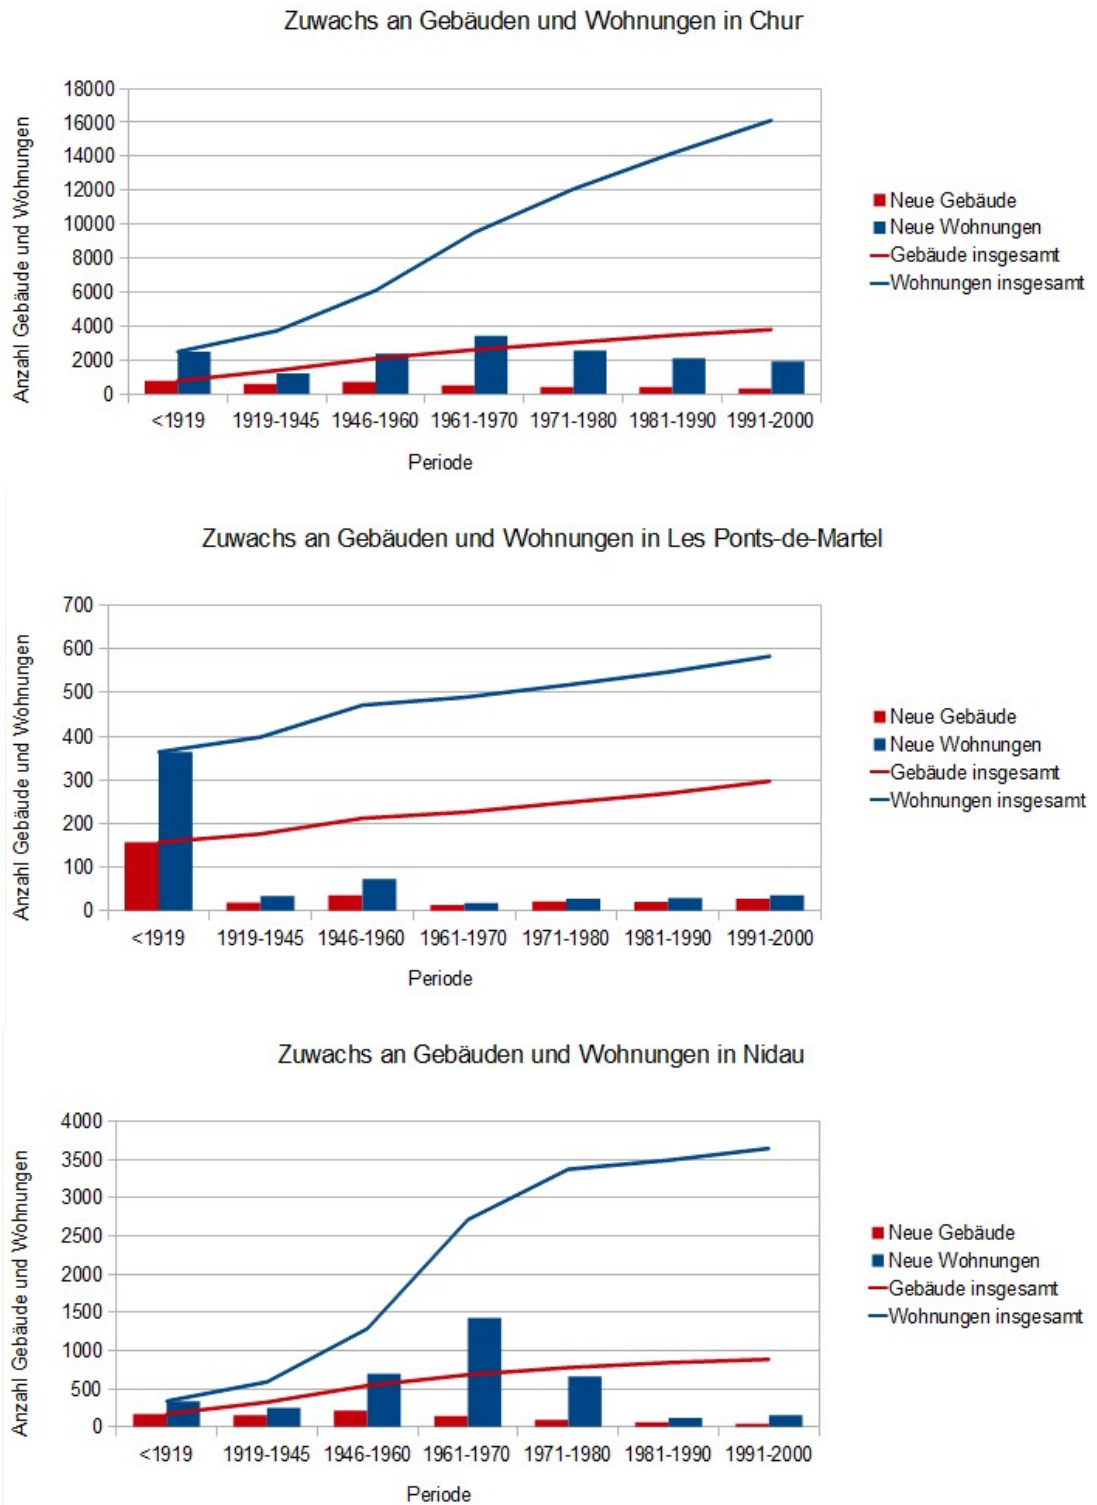 Zuwachs an Gebäuden und Wohnungen in Chur
Anzahl Gebäude und Wohnungen
18000
16000
14000
12000
10000
8000
6000
4000
2000
0
<1919 1919-1945 1946-1960 1961-1970 1971-1980 1981-1990 1991-2000
Periode
Neue Gebäude
Neue Wohnungen
Gebäude insgesamt
Wohnungen insgesamt
Zuwachs an Gebäuden und Wohnungen in Les Ponts-de-Martel
Anzahl Gebäude und Wohnungen
700
600
500
400
300
200
100
0
<1919 1919-1945 1946-1960 1961-1970 1971-1980 1981-1990 1991-2000
Periode
Neue Gebäude
Neue Wohnungen
Gebäude insgesamt
Wohnungen insgesamt
Zuwachs an Gebäuden und Wohnungen in Nidau
Anzahl Gebäude und Wohnungen
4000
3500
3000
2500
2000
1500
1000
500
0
<1919 1919-1945 1946-1960 1961-1970 1971-1980 1981-1990 1991-2000
Periode
Neue Gebäude
Neue Wohnungen
Gebäude insgesamt
Wohnungen insgesamt